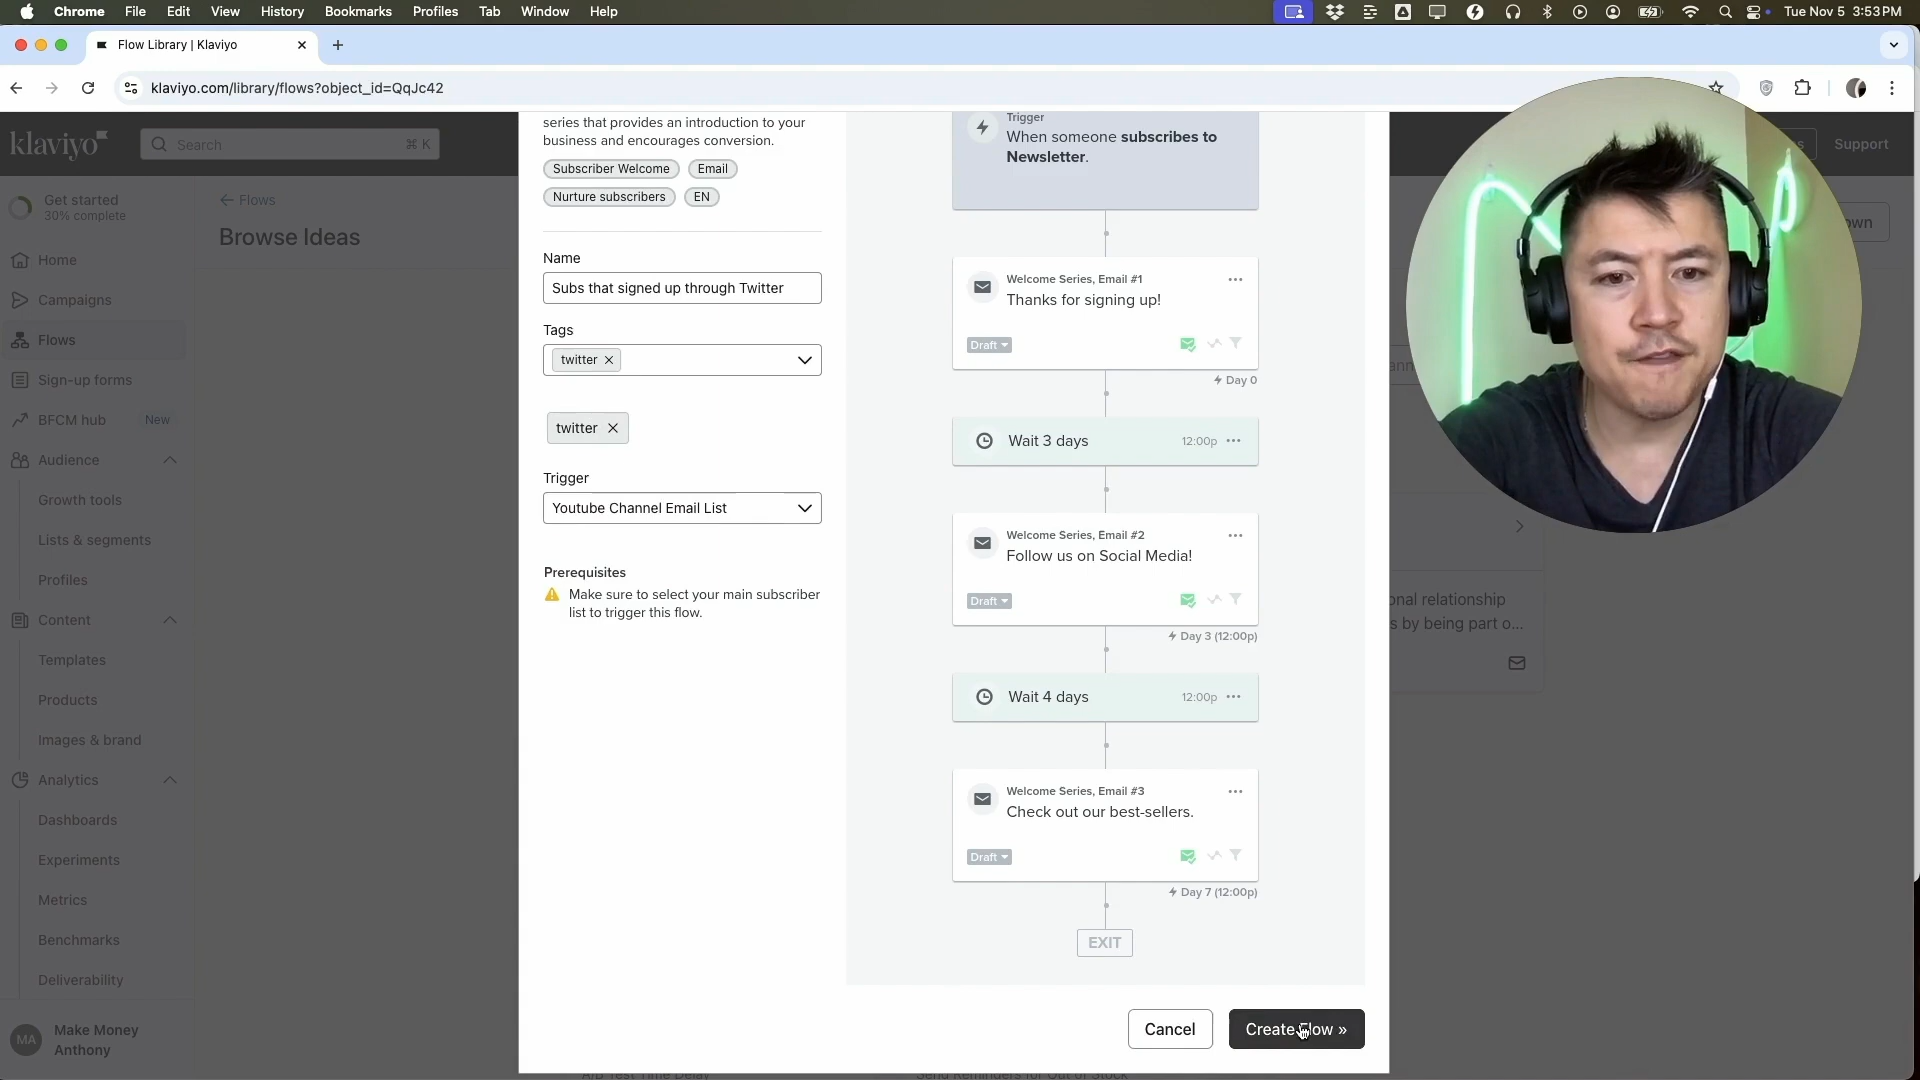 Chrome File Edit View History Bookmarks Profiles Tab Window Help
Tue Nov 5 3:53 PM
Flow Library | Klaviyo
klaviyo.com/library/flows?object_id=QqJc42
klaviyo
Search
⌘ K
Support
Get started
30% complete
Home
Campaigns
Flows
Sign-up forms
BFCM hub New
Audience
Growth tools
Lists & segments
Profiles
Content
Templates
Products
Images & brand
Analytics
Dashboards
Experiments
Metrics
Benchmarks
Deliverability
MA
Make Money
Anthony
← Flows
Browse Ideas
series that provides an introduction to your
business and encourages conversion.
Subscriber Welcome Email
Nurture subscribers EN
Name
Subs that signed up through Twitter
Tags
twitter
twitter
Trigger
Youtube Channel Email List
Prerequisites
Make sure to select your main subscriber
list to trigger this flow.
Trigger
When someone subscribes to
Newsletter.
Welcome Series, Email #1
Thanks for signing up!
Draft
Day 0
Wait 3 days 12:00p
Welcome Series, Email #2
Follow us on Social Media!
Draft
Day 3 (12:00p)
Wait 4 days 12:00p
Welcome Series, Email #3
Check out our best-sellers.
Draft
Day 7 (12:00p)
EXIT
Cancel
Create Flow »
onal relationship
s by being part o...